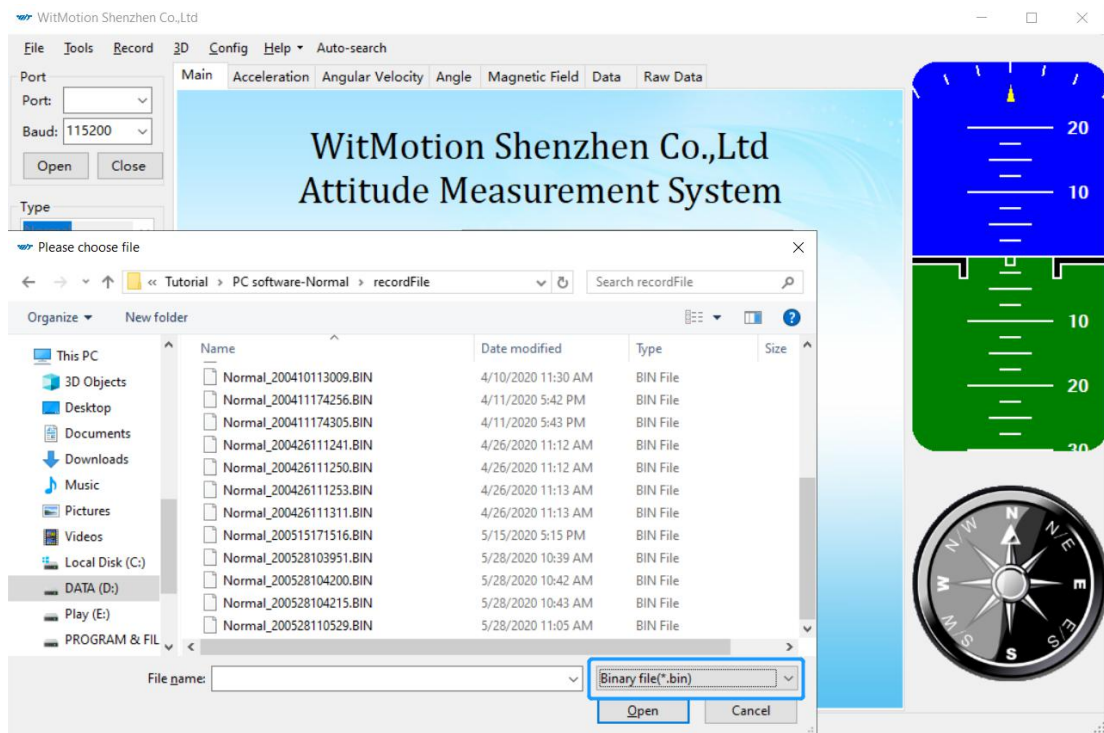 WitMotion Shenzhen Co.,Ltd
File Tools Record 3D Config Help Auto-search
Port
Port:
Baud: 115200
Open Close
Type
Main Acceleration Angular Velocity Angle Magnetic Field Data Raw Data
WitMotion Shenzhen Co.,Ltd
Attitude Measurement System
20
10
10
20
30
N
N/E
E
E/S
S
W/S
W
N/W
Please choose file
« Tutorial › PC software-Normal › recordFile
Search recordFile
Organize New folder
This PC
3D Objects
Desktop
Documents
Downloads
Music
Pictures
Videos
Local Disk (C:)
DATA (D:)
Play (E:)
PROGRAM & FIL
Name Date modified Type Size
Normal_200410113009.BIN 4/10/2020 11:30 AM BIN File
Normal_200411174256.BIN 4/11/2020 5:42 PM BIN File
Normal_200411174305.BIN 4/11/2020 5:43 PM BIN File
Normal_200426111241.BIN 4/26/2020 11:12 AM BIN File
Normal_200426111250.BIN 4/26/2020 11:12 AM BIN File
Normal_200426111253.BIN 4/26/2020 11:13 AM BIN File
Normal_200426111311.BIN 4/26/2020 11:13 AM BIN File
Normal_200515171516.BIN 5/15/2020 5:15 PM BIN File
Normal_200528103951.BIN 5/28/2020 10:39 AM BIN File
Normal_200528104200.BIN 5/28/2020 10:42 AM BIN File
Normal_200528104215.BIN 5/28/2020 10:43 AM BIN File
Normal_200528110529.BIN 5/28/2020 11:05 AM BIN File
File name: Binary file(*.bin)
Open Cancel